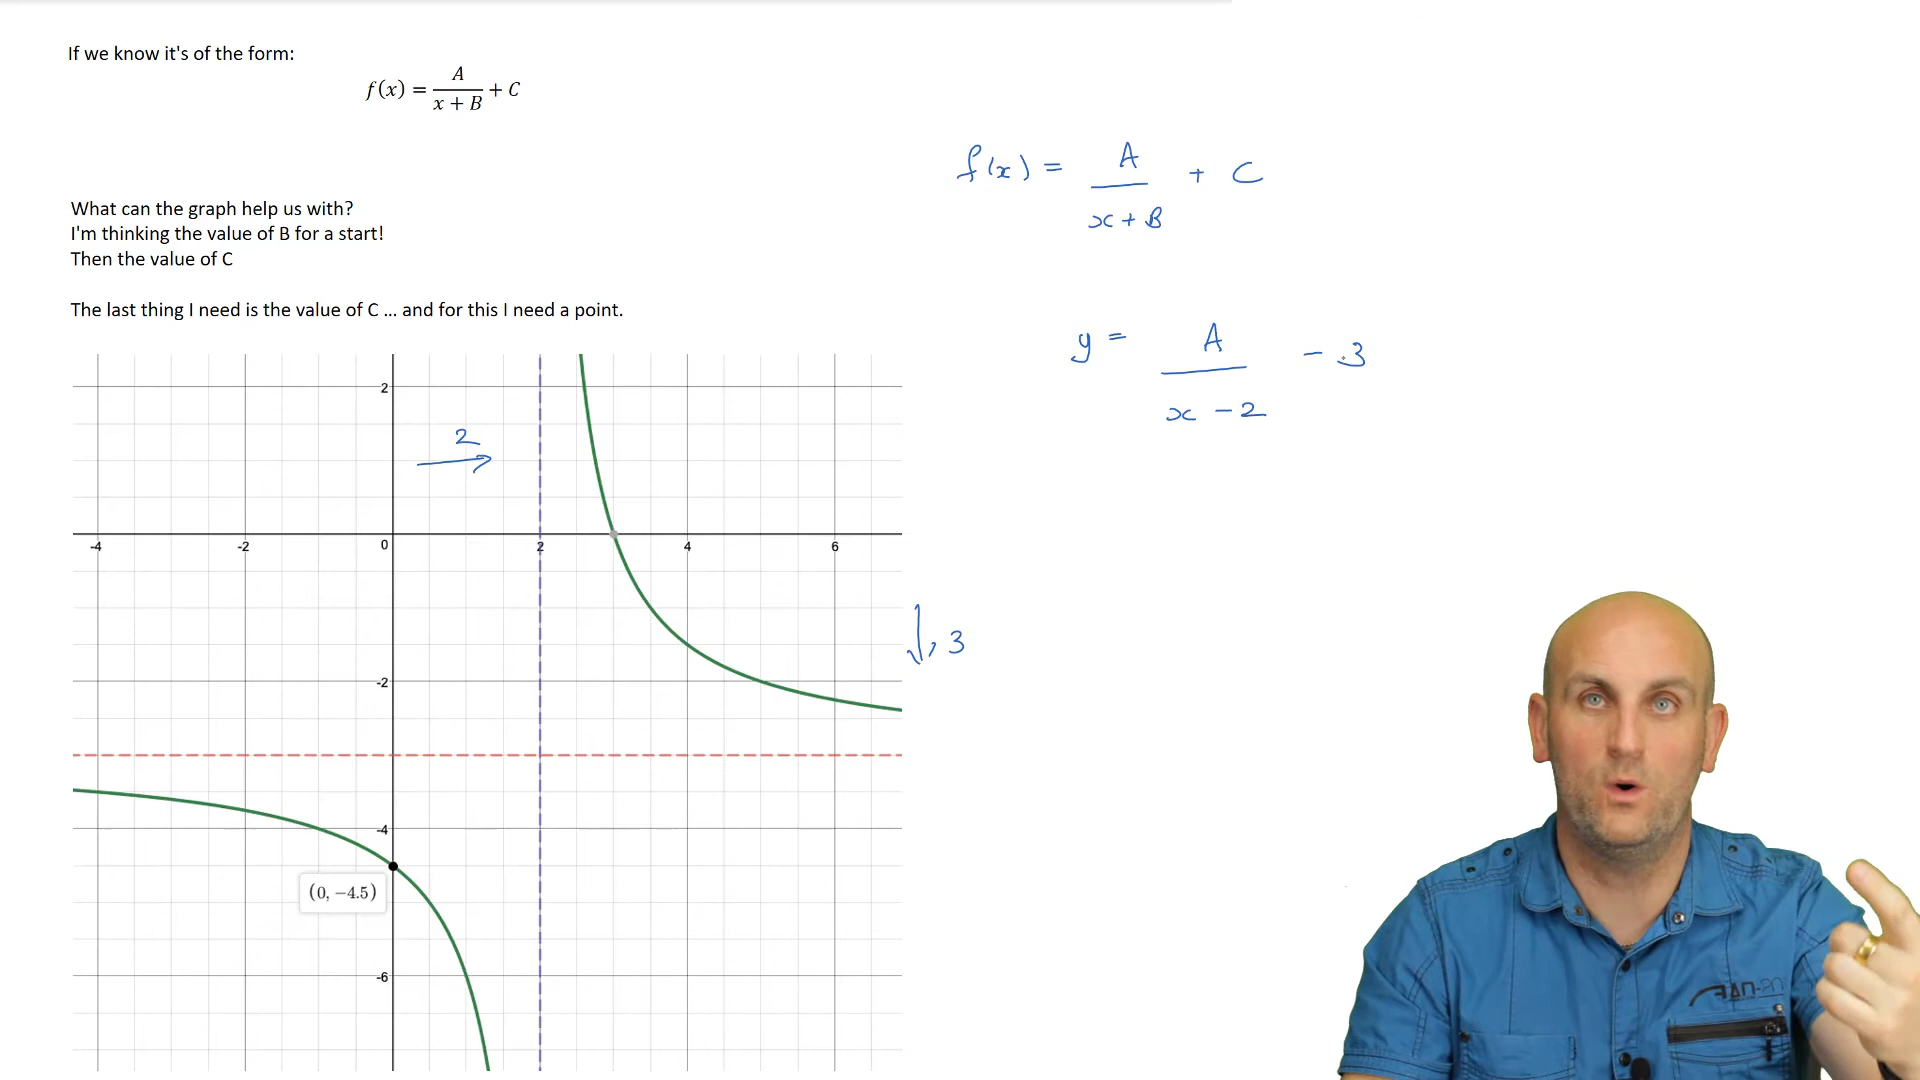 If we know it's of the form:
f(x) = A / (x + B) + C
What can the graph help us with?
I'm thinking the value of B for a start!
Then the value of C
The last thing I need is the value of C ... and for this I need a point.
f(x) = A / (x + B) + C
y = A / (x - 2) - 3
2
2
-4 -2 0 2 4 6
3
-2
-4
(0, −4.5)
-6